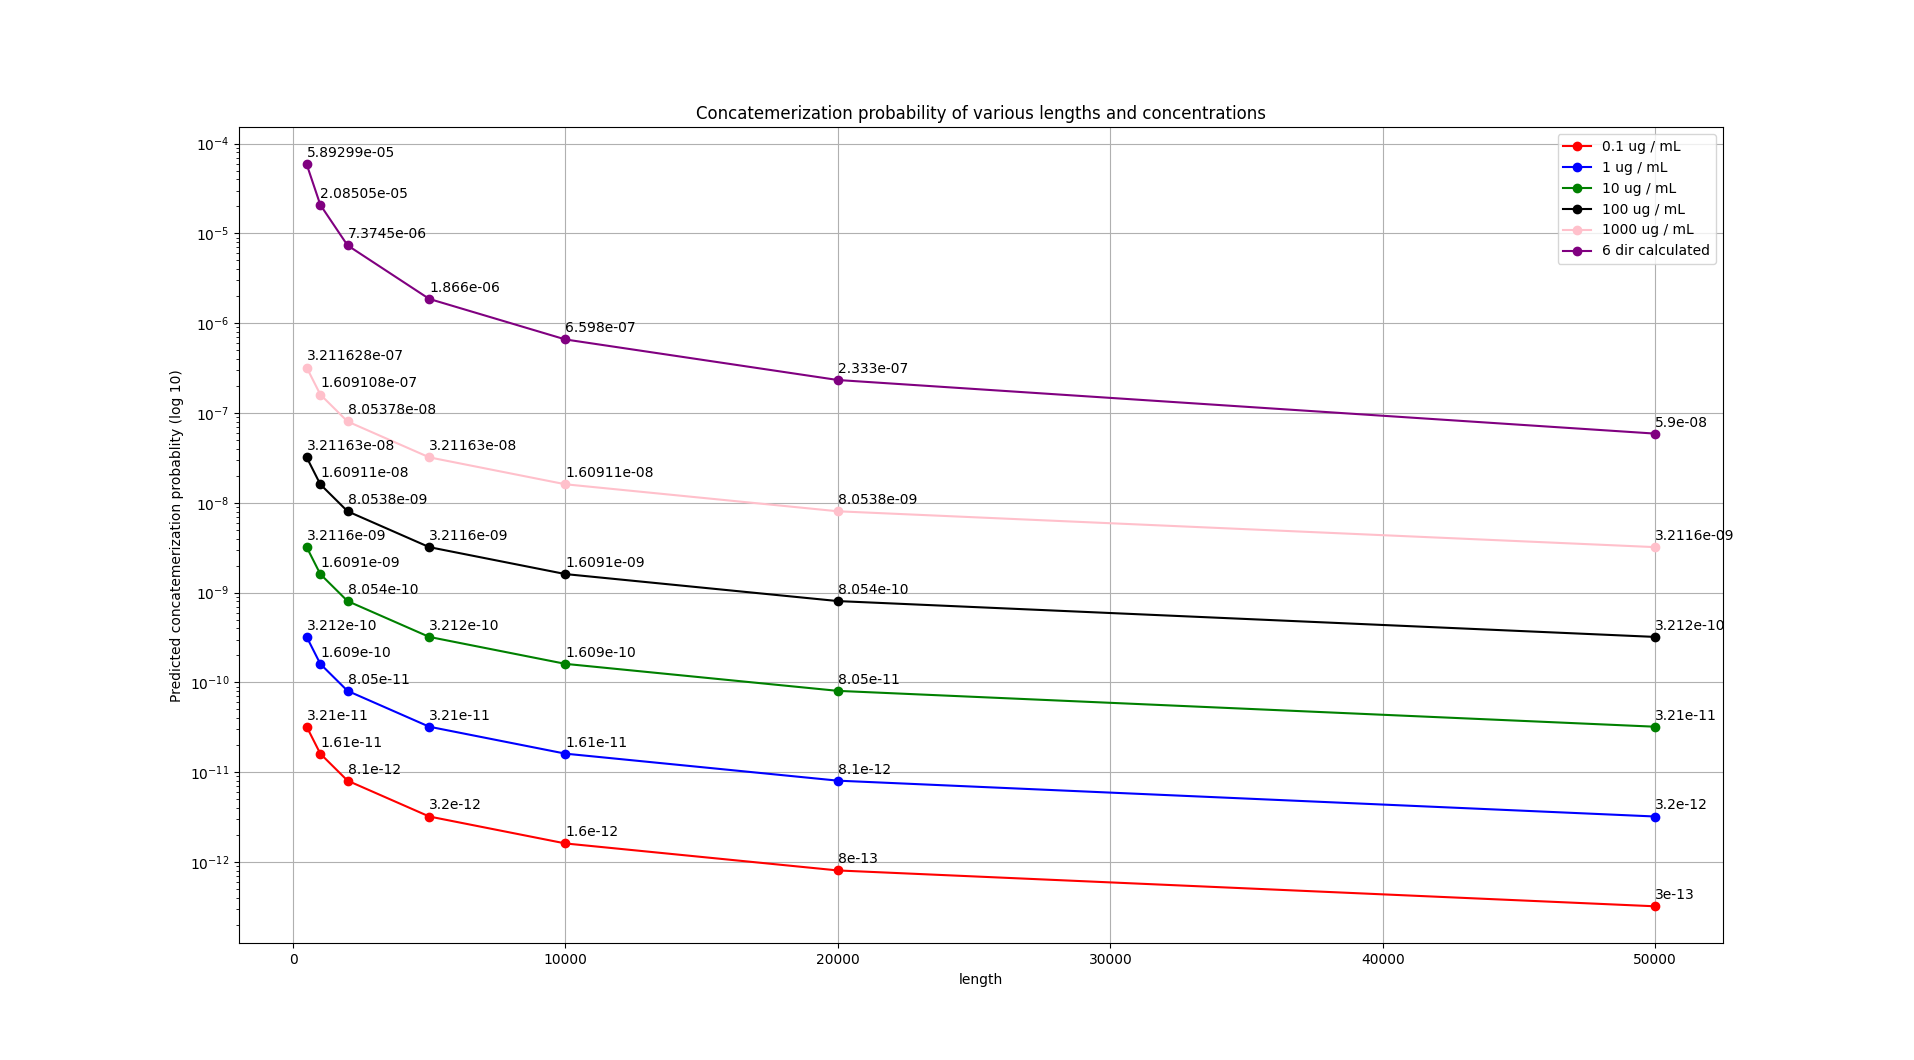 Concatemerization probability of various lengths and concentrations
Predicted concatemerization probablity (log 10)
10⁻⁴
10⁻⁵
10⁻⁶
10⁻⁷
10⁻⁸
10⁻⁹
10⁻¹⁰
10⁻¹¹
10⁻¹²
0.1 ug / mL
1 ug / mL
10 ug / mL
100 ug / mL
1000 ug / mL
6 dir calculated
5.89299e-05
2.08505e-05
7.3745e-06
1.866e-06
6.598e-07
2.333e-07
5.9e-08
3.211628e-07
1.609108e-07
8.05378e-08
3.21163e-08
1.60911e-08
8.0538e-09
3.2116e-09
3.21163e-08
1.60911e-08
8.0538e-09
3.2116e-09
1.6091e-09
8.054e-10
3.212e-10
3.2116e-09
1.6091e-09
8.054e-10
3.212e-10
1.609e-10
8.05e-11
3.21e-11
3.212e-10
1.609e-10
8.05e-11
3.21e-11
1.61e-11
8.1e-12
3.2e-12
3.21e-11
1.61e-11
8.1e-12
3.2e-12
1.6e-12
8e-13
3e-13
0
10000
20000
30000
40000
50000
length